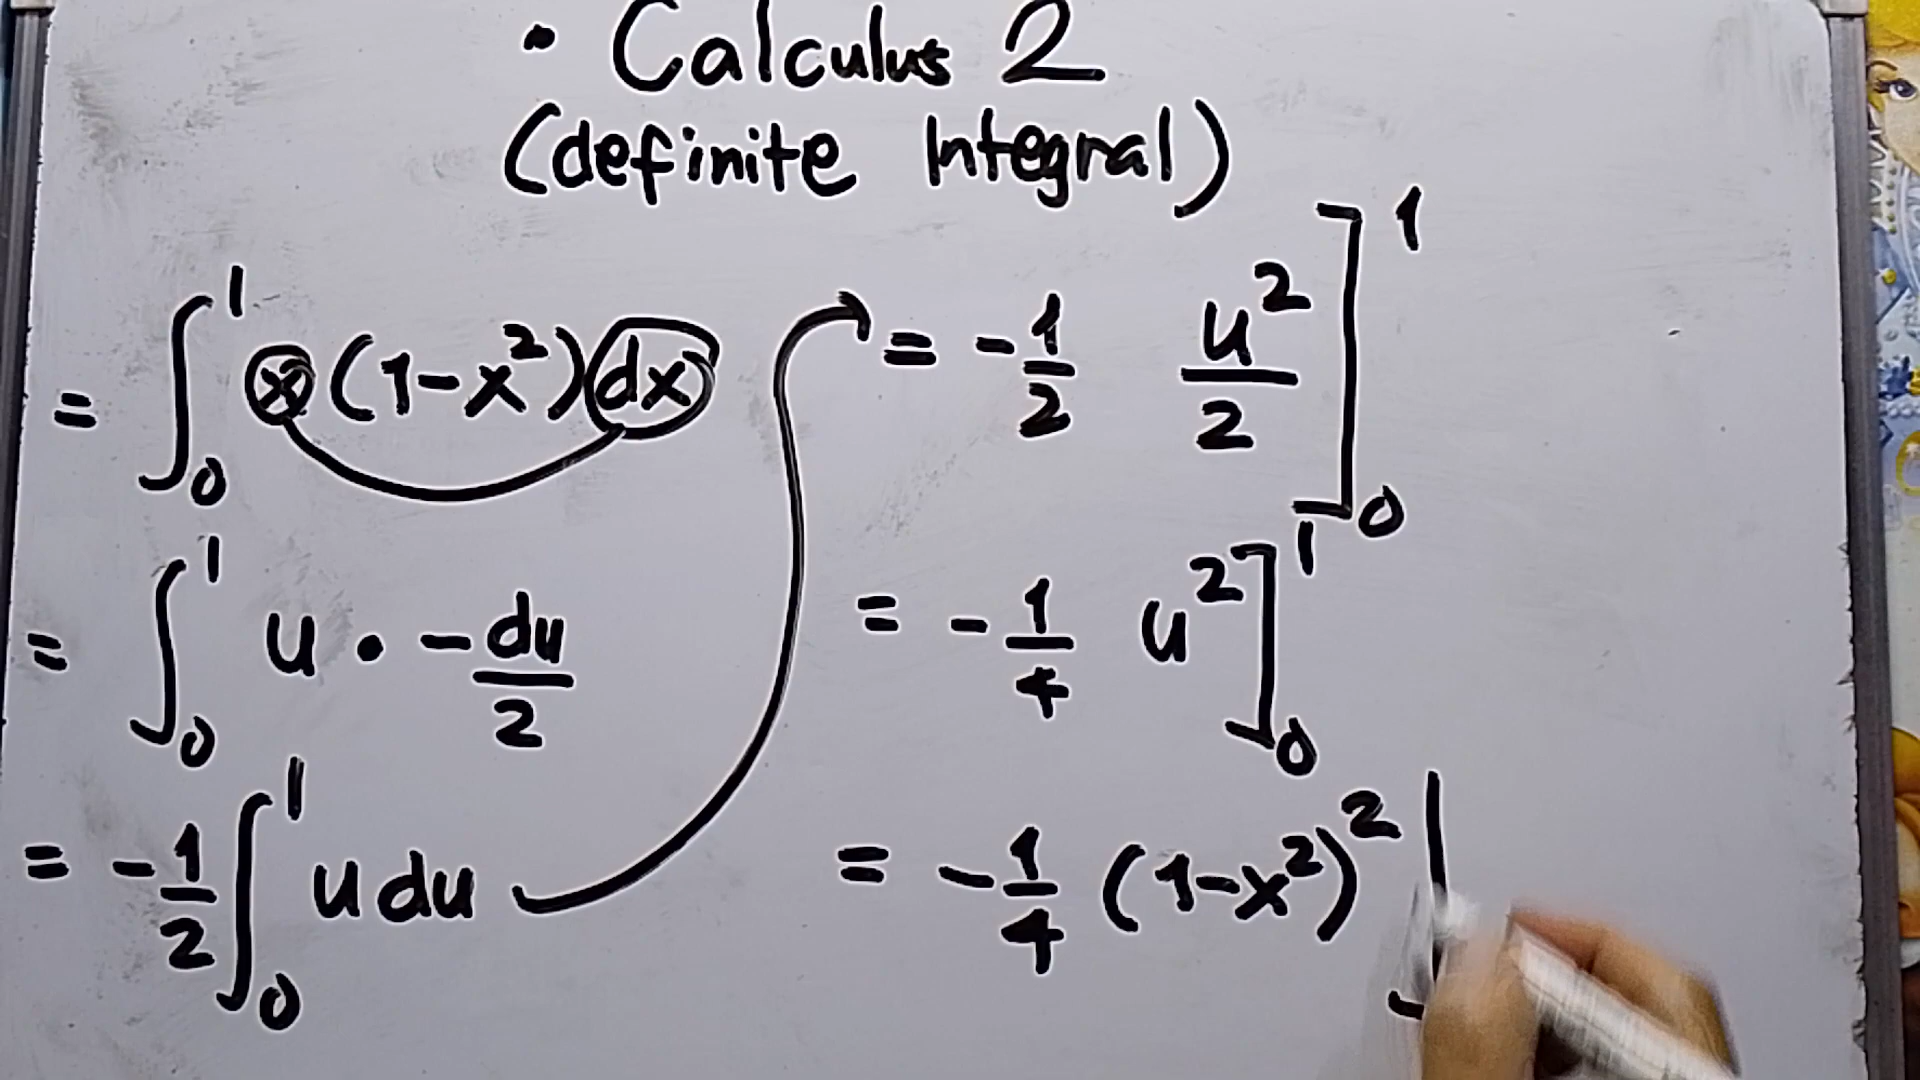 • Calculus 2
(definite Integral)
= ∫₀¹ x(1-x²)dx
= ∫₀¹ u • -du/2
= -1/2 ∫₀¹ u du
= -1/2 u²/2 ]₀¹
= -1/4 u² ]₀¹
= -1/4 (1-x²)²